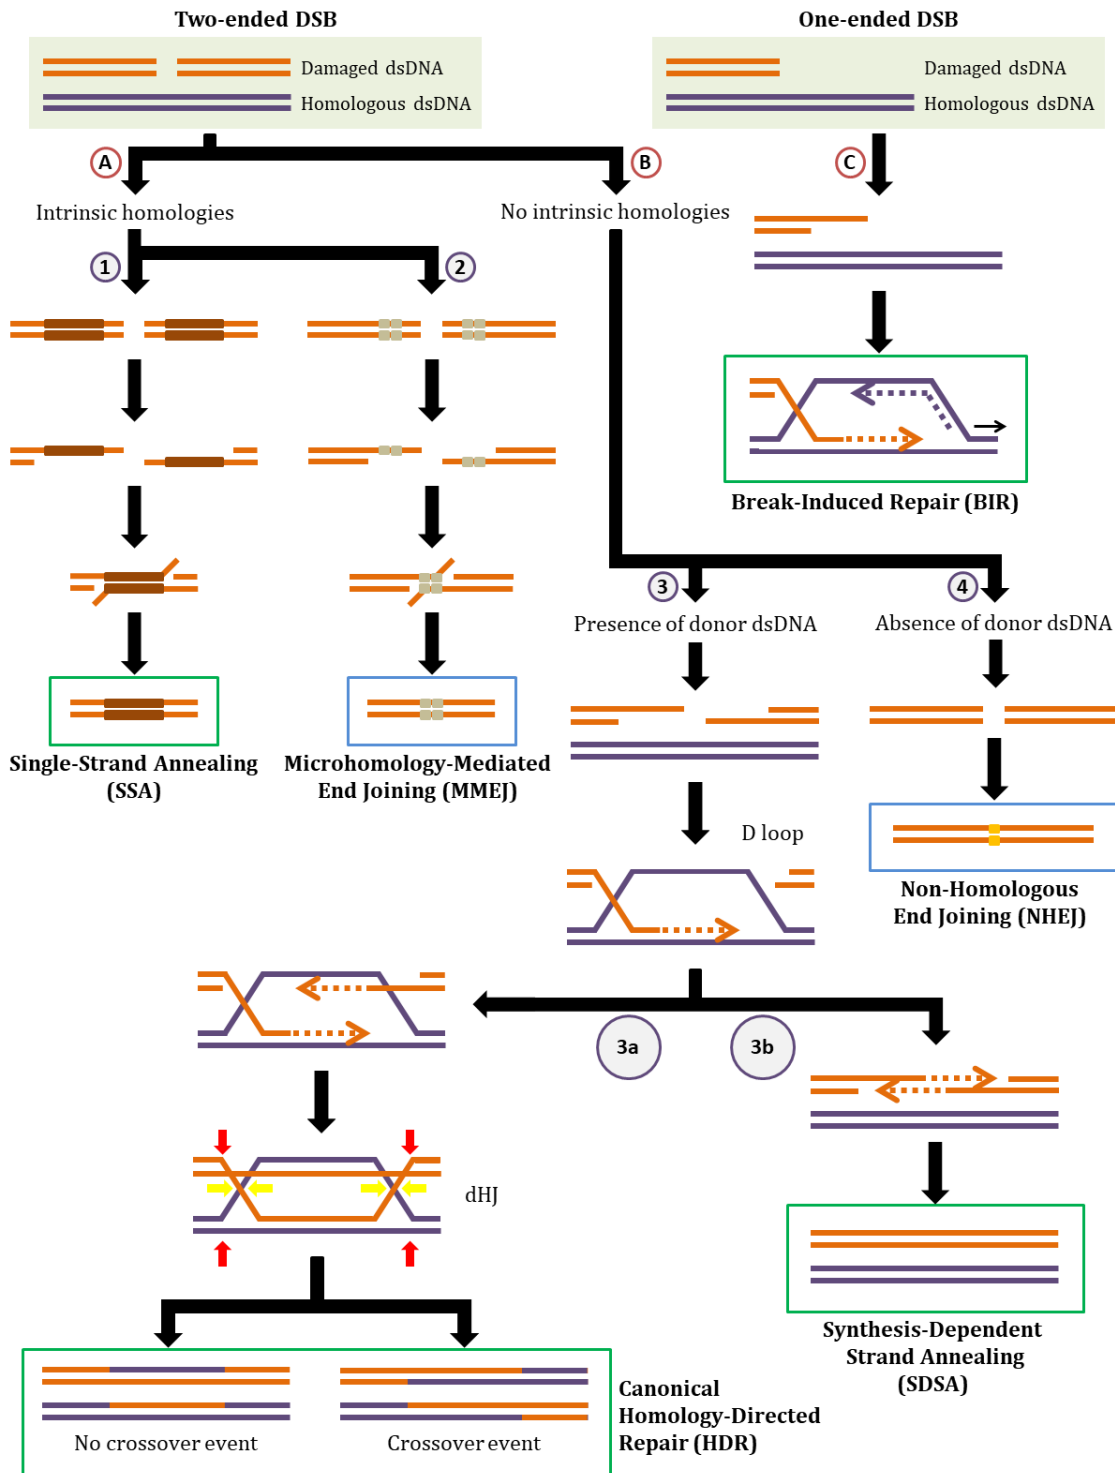 Two-ended DSB
One-ended DSB
Damaged dsDNA
Homologous dsDNA
Damaged dsDNA
Homologous dsDNA
A
B
C
Intrinsic homologies
No intrinsic homologies
1
2
Break-Induced Repair (BIR)
3
4
Presence of donor dsDNA
Absence of donor dsDNA
Single-Strand Annealing
(SSA)
Microhomology-Mediated
End Joining (MMEJ)
D loop
Non-Homologous
End Joining (NHEJ)
3a
3b
dHJ
Synthesis-Dependent
Strand Annealing
(SDSA)
Canonical
Homology-Directed
Repair (HDR)
No crossover event
Crossover event